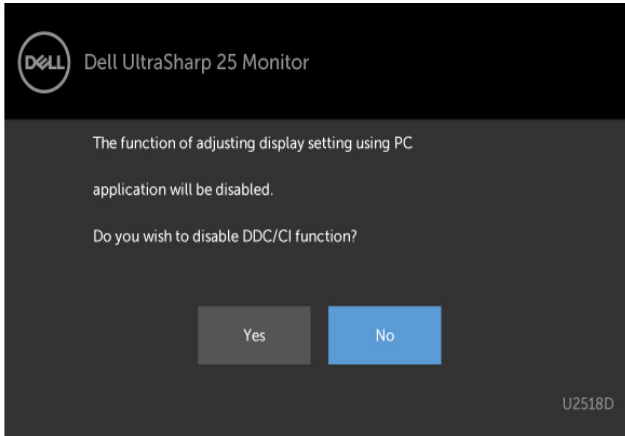 DELL
Dell UltraSharp 25 Monitor
The function of adjusting display setting using PC
application will be disabled.
Do you wish to disable DDC/CI function?
Yes
No
U2518D